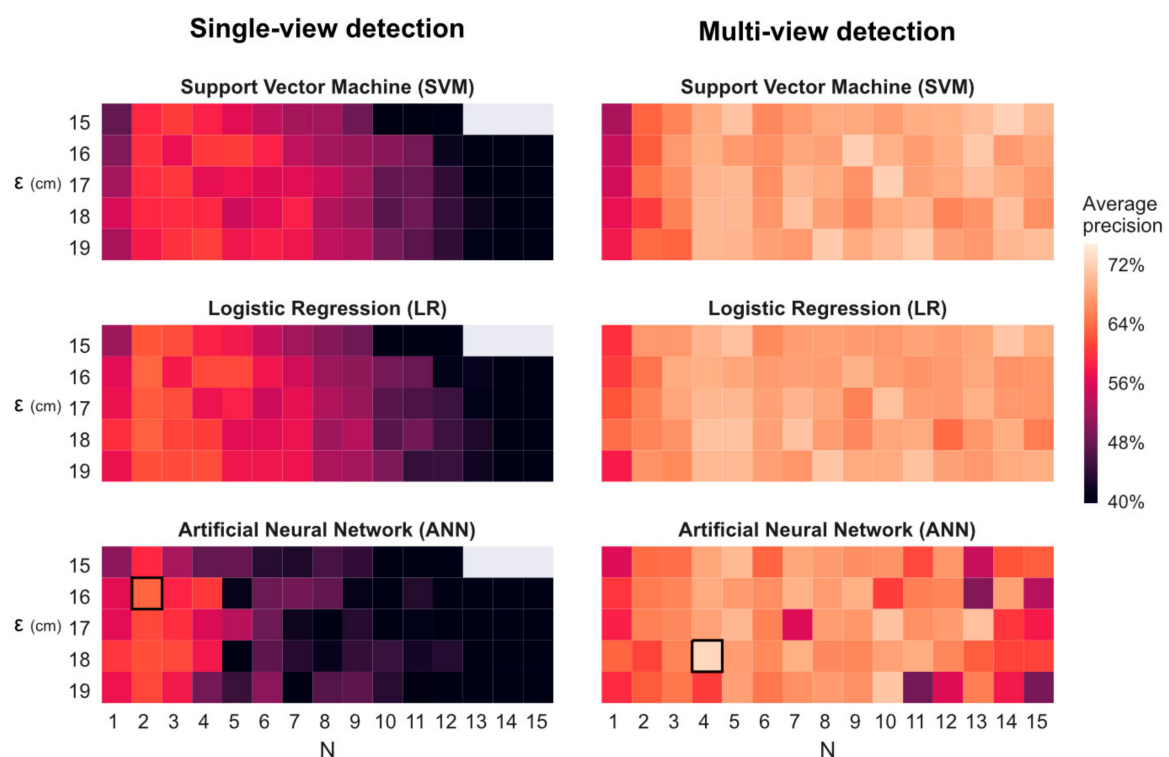 Single-view detection
Multi-view detection
Support Vector Machine (SVM)
Support Vector Machine (SVM)
15
16
ε (cm) 17
18
19
Average
precision
72%
64%
56%
48%
40%
Logistic Regression (LR)
Logistic Regression (LR)
15
16
ε (cm) 17
18
19
Artificial Neural Network (ANN)
Artificial Neural Network (ANN)
15
16
ε (cm) 17
18
19
1 2 3 4 5 6 7 8 9 10 11 12 13 14 15
1 2 3 4 5 6 7 8 9 10 11 12 13 14 15
N
N